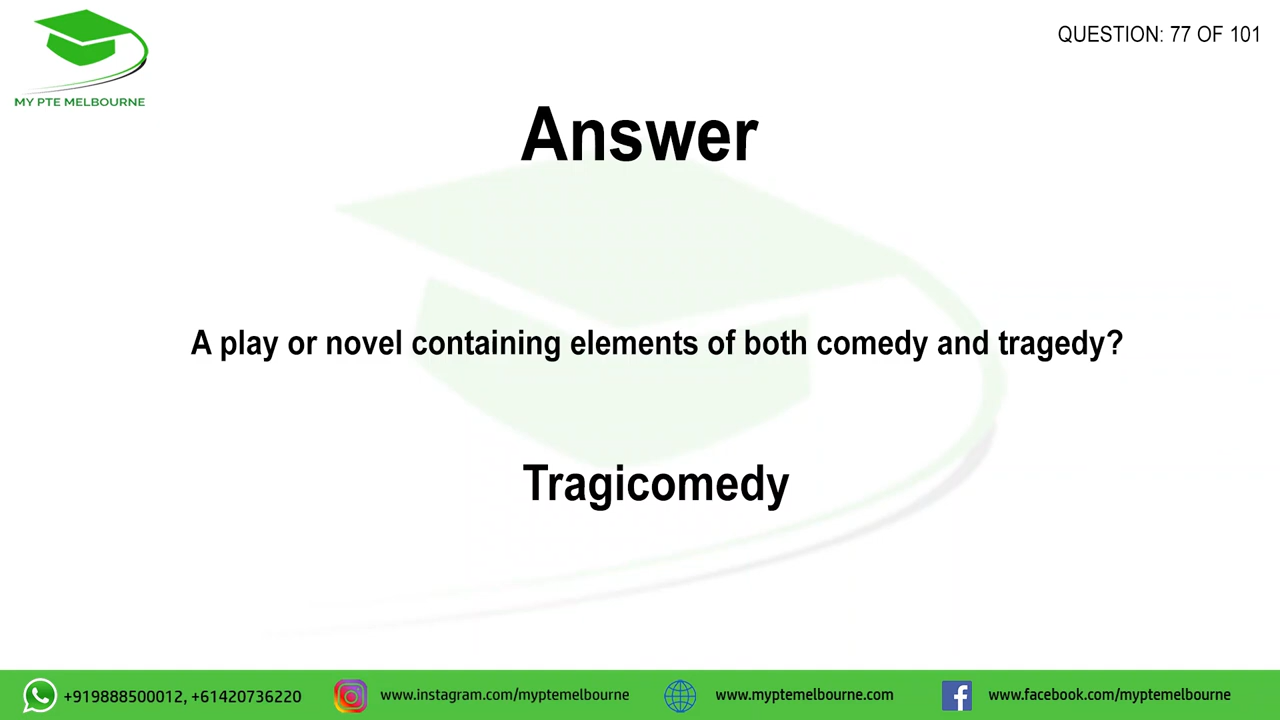 QUESTION: 77 OF 101
MY PTE MELBOURNE
Answer
A play or novel containing elements of both comedy and tragedy?
Tragicomedy
+919888500012, +61420736220
www.instagram.com/myptemelbourne
www.myptemelbourne.com
www.facebook.com/myptemelbourne